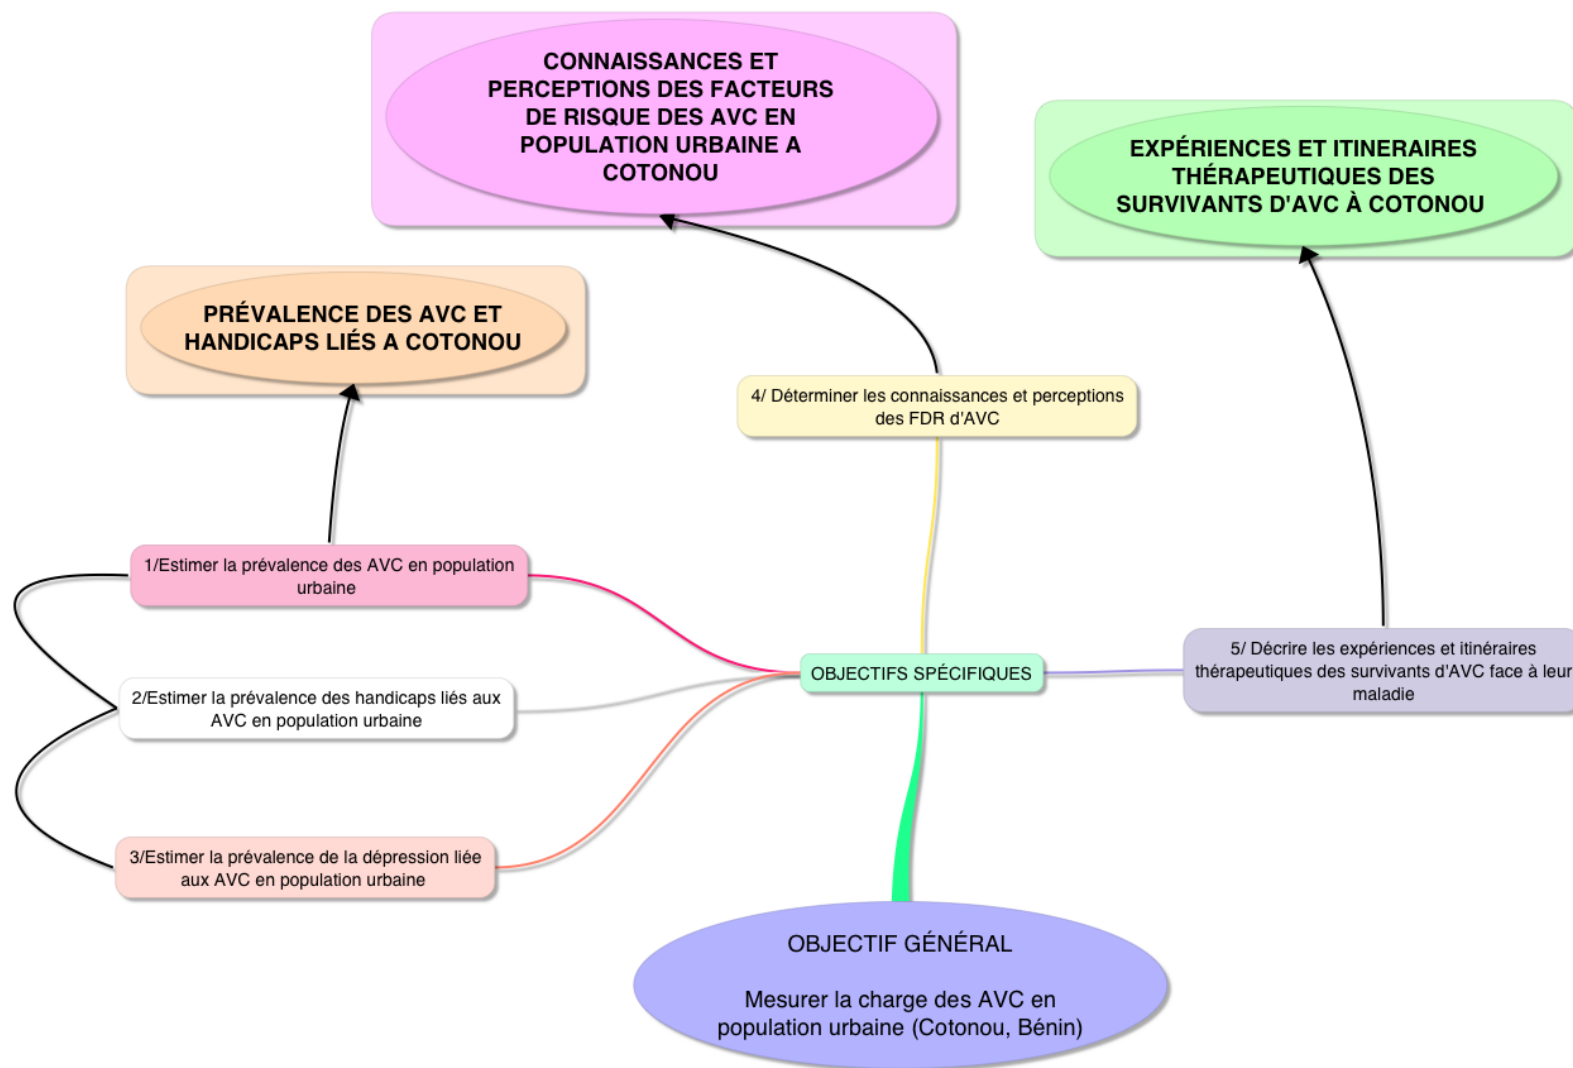 CONNAISSANCES ET
PERCEPTIONS DES FACTEURS
DE RISQUE DES AVC EN
POPULATION URBAINE A
COTONOU
EXPÉRIENCES ET ITINERAIRES
THÉRAPEUTIQUES DES
SURVIVANTS D'AVC À COTONOU
PRÉVALENCE DES AVC ET
HANDICAPS LIÉS A COTONOU
4/ Déterminer les connaissances et perceptions
des FDR d'AVC
1/Estimer la prévalence des AVC en population
urbaine
2/Estimer la prévalence des handicaps liés aux
AVC en population urbaine
3/Estimer la prévalence de la dépression liée
aux AVC en population urbaine
OBJECTIFS SPÉCIFIQUES
5/ Décrire les expériences et itinéraires
thérapeutiques des survivants d'AVC face à leur
maladie
OBJECTIF GÉNÉRAL
Mesurer la charge des AVC en
population urbaine (Cotonou, Bénin)